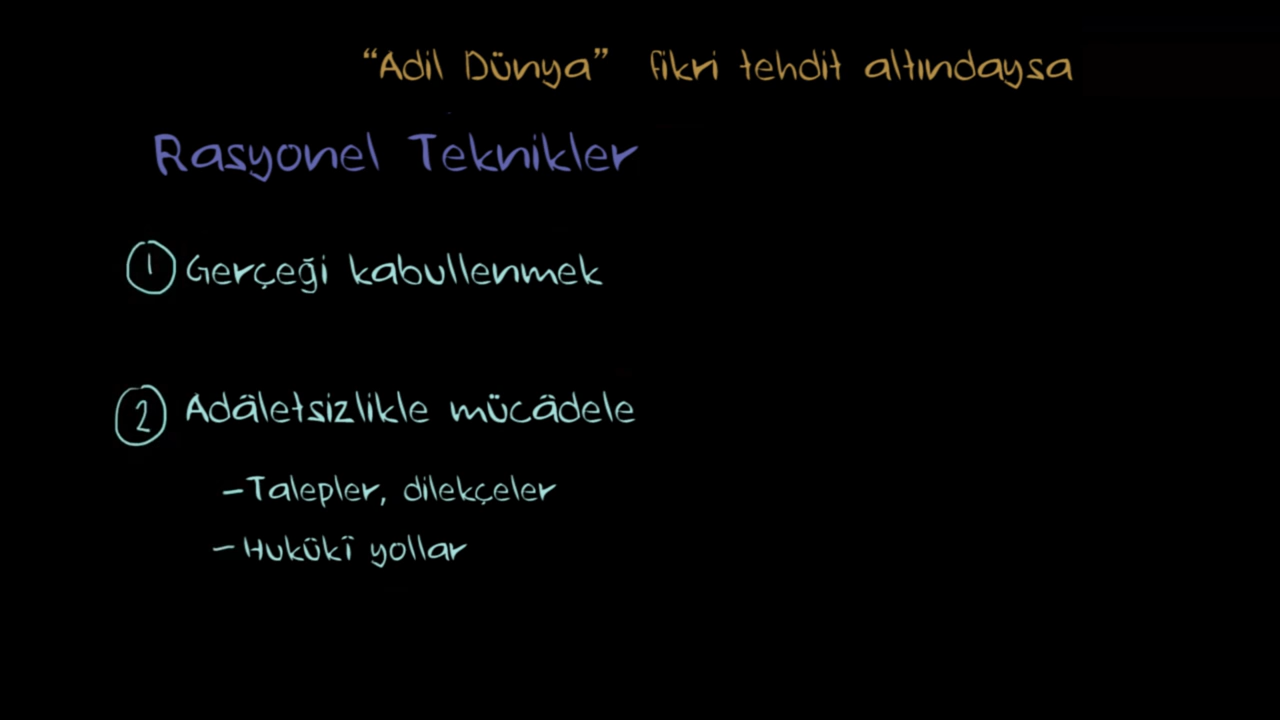 “Adil Dünya” fikri tehdit altındaysa
Rasyonel Teknikler
1 Gerçeği kabullenmek
2 Adâletsizlikle mücâdele
- Talepler, dilekçeler
- Hukûkî yollar